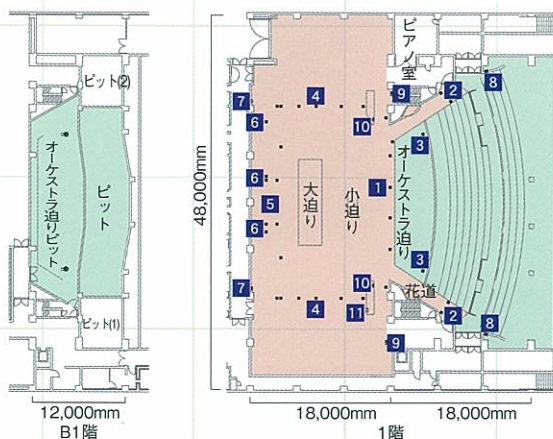 ピット(2)
オーケストラ迫りピット
ピット
ピット(1)
12,000mm
B1階
48,000mm
ピアノ室
4
9
2
8
7
6
10
3
オーケストラ迫り
1
6
大迫り
小迫り
5
6
3
7
10
花道
4
11
2
8
9
18,000mm
18,000mm
1階